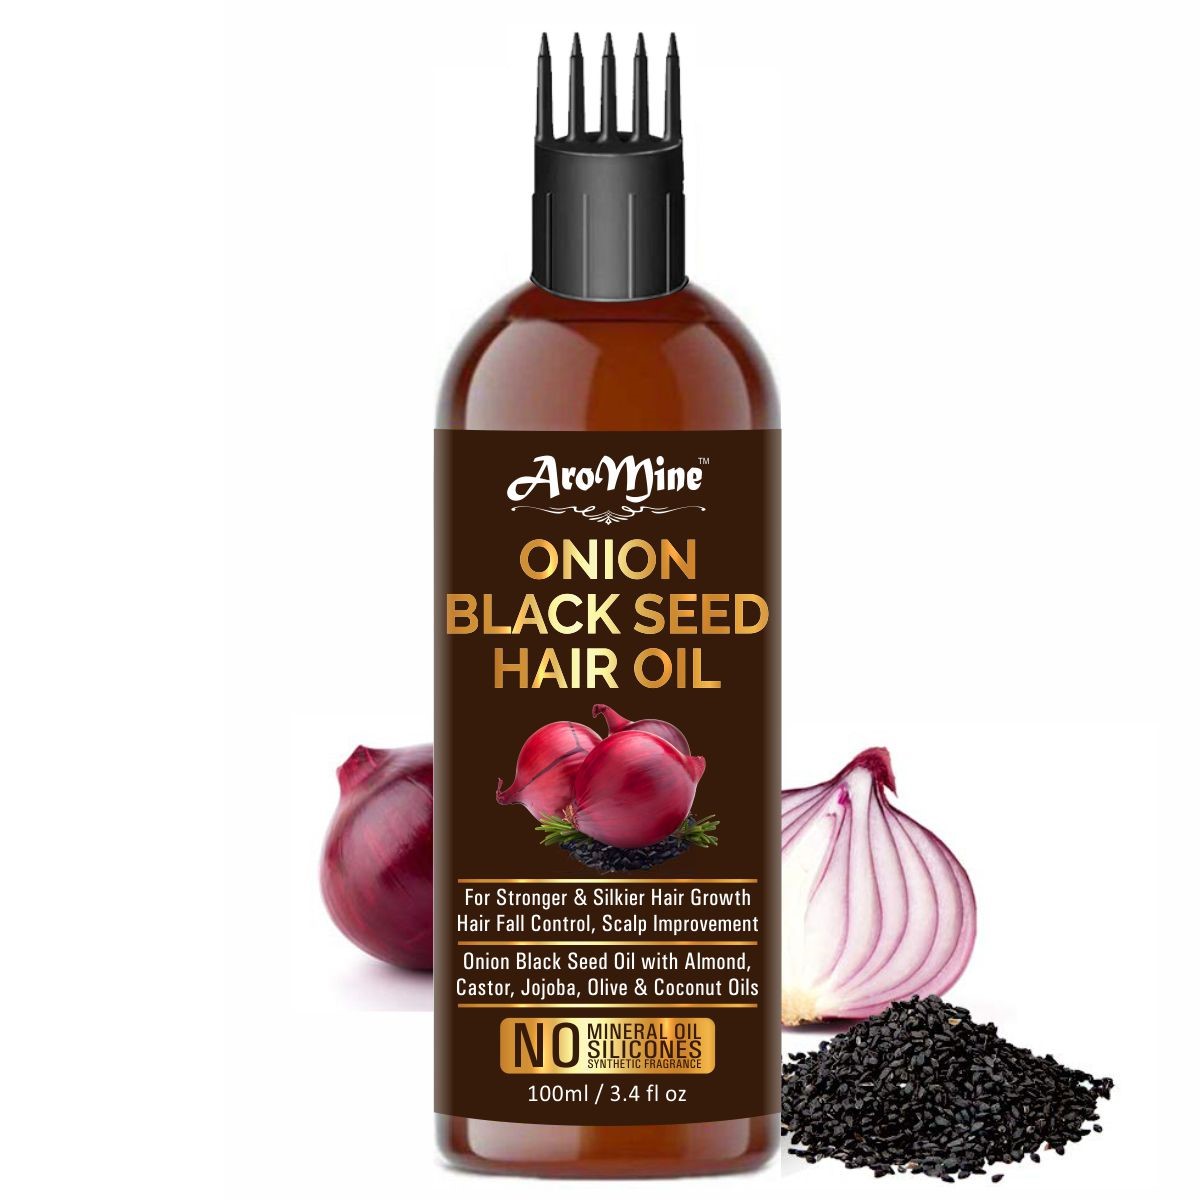 AroMine™
ONION
BLACK SEED
HAIR OIL
For Stronger & Silkier Hair Growth
Hair Fall Control, Scalp Improvement
Onion Black Seed Oil with Almond,
Castor, Jojoba, Olive & Coconut Oils
NO MINERAL OIL
SILICONES
SYNTHETIC FRAGRANCE
100ml / 3.4 fl oz